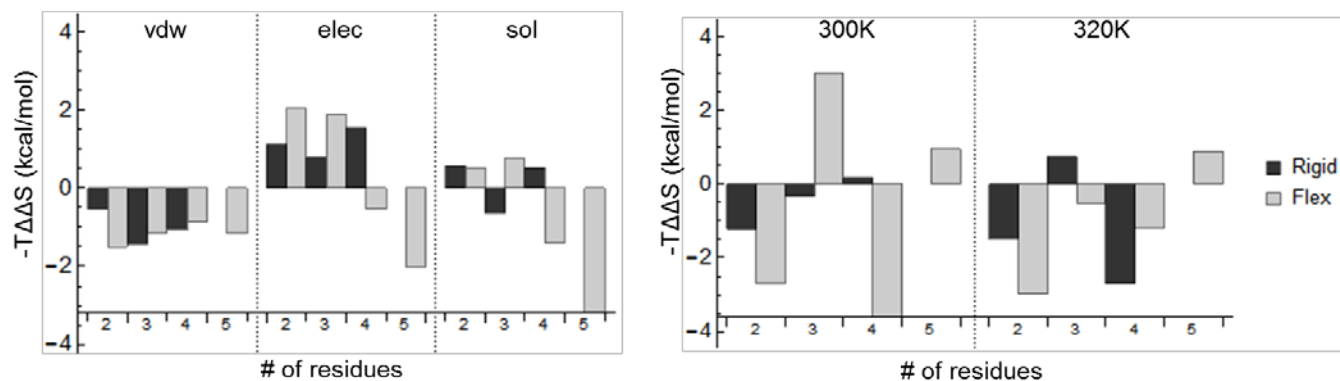 vdw elec sol
-TΔΔS (kcal/mol)
4
2
0
−2
−4
2 3 4 5 2 3 4 5 2 3 4 5
# of residues
300K 320K
-TΔΔS (kcal/mol)
4
2
0
−2
−4
2 3 4 5 2 3 4 5
# of residues
Rigid
Flex